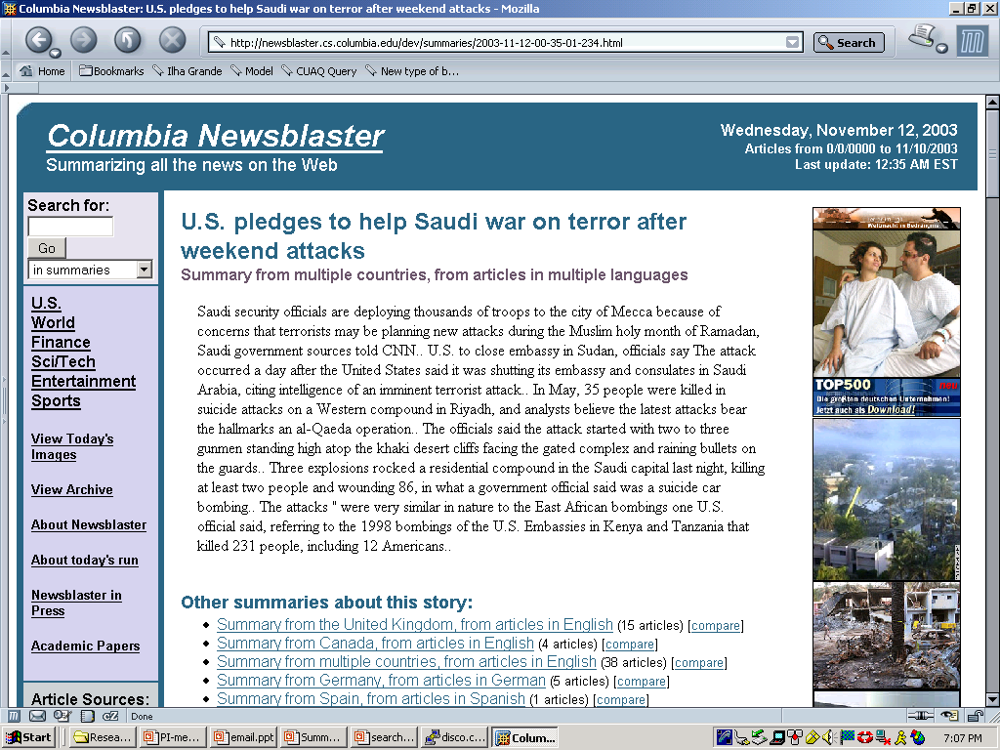 Columbia Newsblaster: U.S. pledges to help Saudi war on terror after weekend attacks - Mozilla
http://newsblaster.cs.columbia.edu/dev/summaries/2003-11-12-00-35-01-234.html
Search
Home Bookmarks Ilha Grande Model CUAQ Query New type of b...
Columbia Newsblaster
Summarizing all the news on the Web
Wednesday, November 12, 2003
Articles from 0/0/0000 to 11/10/2003
Last update: 12:35 AM EST
Search for:
Go
in summaries
U.S.
World
Finance
Sci/Tech
Entertainment
Sports
View Today's
Images
View Archive
About Newsblaster
About today's run
Newsblaster in
Press
Academic Papers
Article Sources:
U.S. pledges to help Saudi war on terror after
weekend attacks
Summary from multiple countries, from articles in multiple languages
Saudi security officials are deploying thousands of troops to the city of Mecca because of
concerns that terrorists may be planning new attacks during the Muslim holy month of Ramadan,
Saudi government sources told CNN.. U.S. to close embassy in Sudan, officials say The attack
occurred a day after the United States said it was shutting its embassy and consulates in Saudi
Arabia, citing intelligence of an imminent terrorist attack.. In May, 35 people were killed in
suicide attacks on a Western compound in Riyadh, and analysts believe the latest attacks bear
the hallmarks an al-Qaeda operation.. The officials said the attack started with two to three
gunmen standing high atop the khaki desert cliffs facing the gated complex and raining bullets on
the guards.. Three explosions rocked a residential compound in the Saudi capital last night, killing
at least two people and wounding 86, in what a government official said was a suicide car
bombing.. The attacks " were very similar in nature to the East African bombings one U.S.
official said, referring to the 1998 bombings of the U.S. Embassies in Kenya and Tanzania that
killed 231 people, including 12 Americans..
Other summaries about this story:
Summary from the United Kingdom, from articles in English (15 articles) [compare]
Summary from Canada, from articles in English (4 articles) [compare]
Summary from multiple countries, from articles in English (38 articles) [compare]
Summary from Germany, from articles in German (5 articles) [compare]
Summary from Spain, from articles in Spanish (1 articles) [compare]
Weltmacht in Bedrängnis
TOP500
Die größten deutschen Unternehmen!
Jetzt auch als Download!
Done
Start Resea... PI-me... email.ppt Summ... search... disco.c... Colum... 7:07 PM